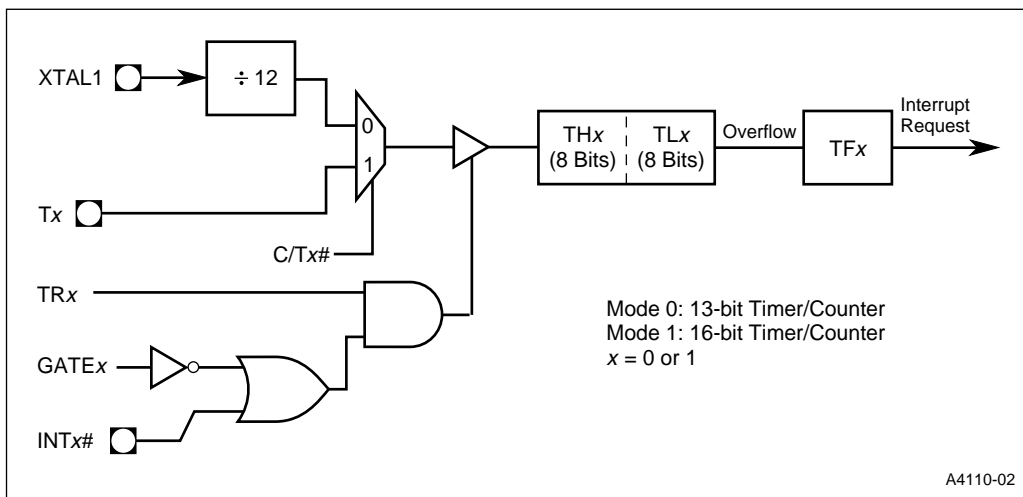 XTAL1
÷ 12
0
1
Tx
C/Tx#
TRx
GATEx
INTx#
THx
(8 Bits)
TLx
(8 Bits)
Overflow
TFx
Interrupt
Request
Mode 0: 13-bit Timer/Counter
Mode 1: 16-bit Timer/Counter
x = 0 or 1
A4110-02